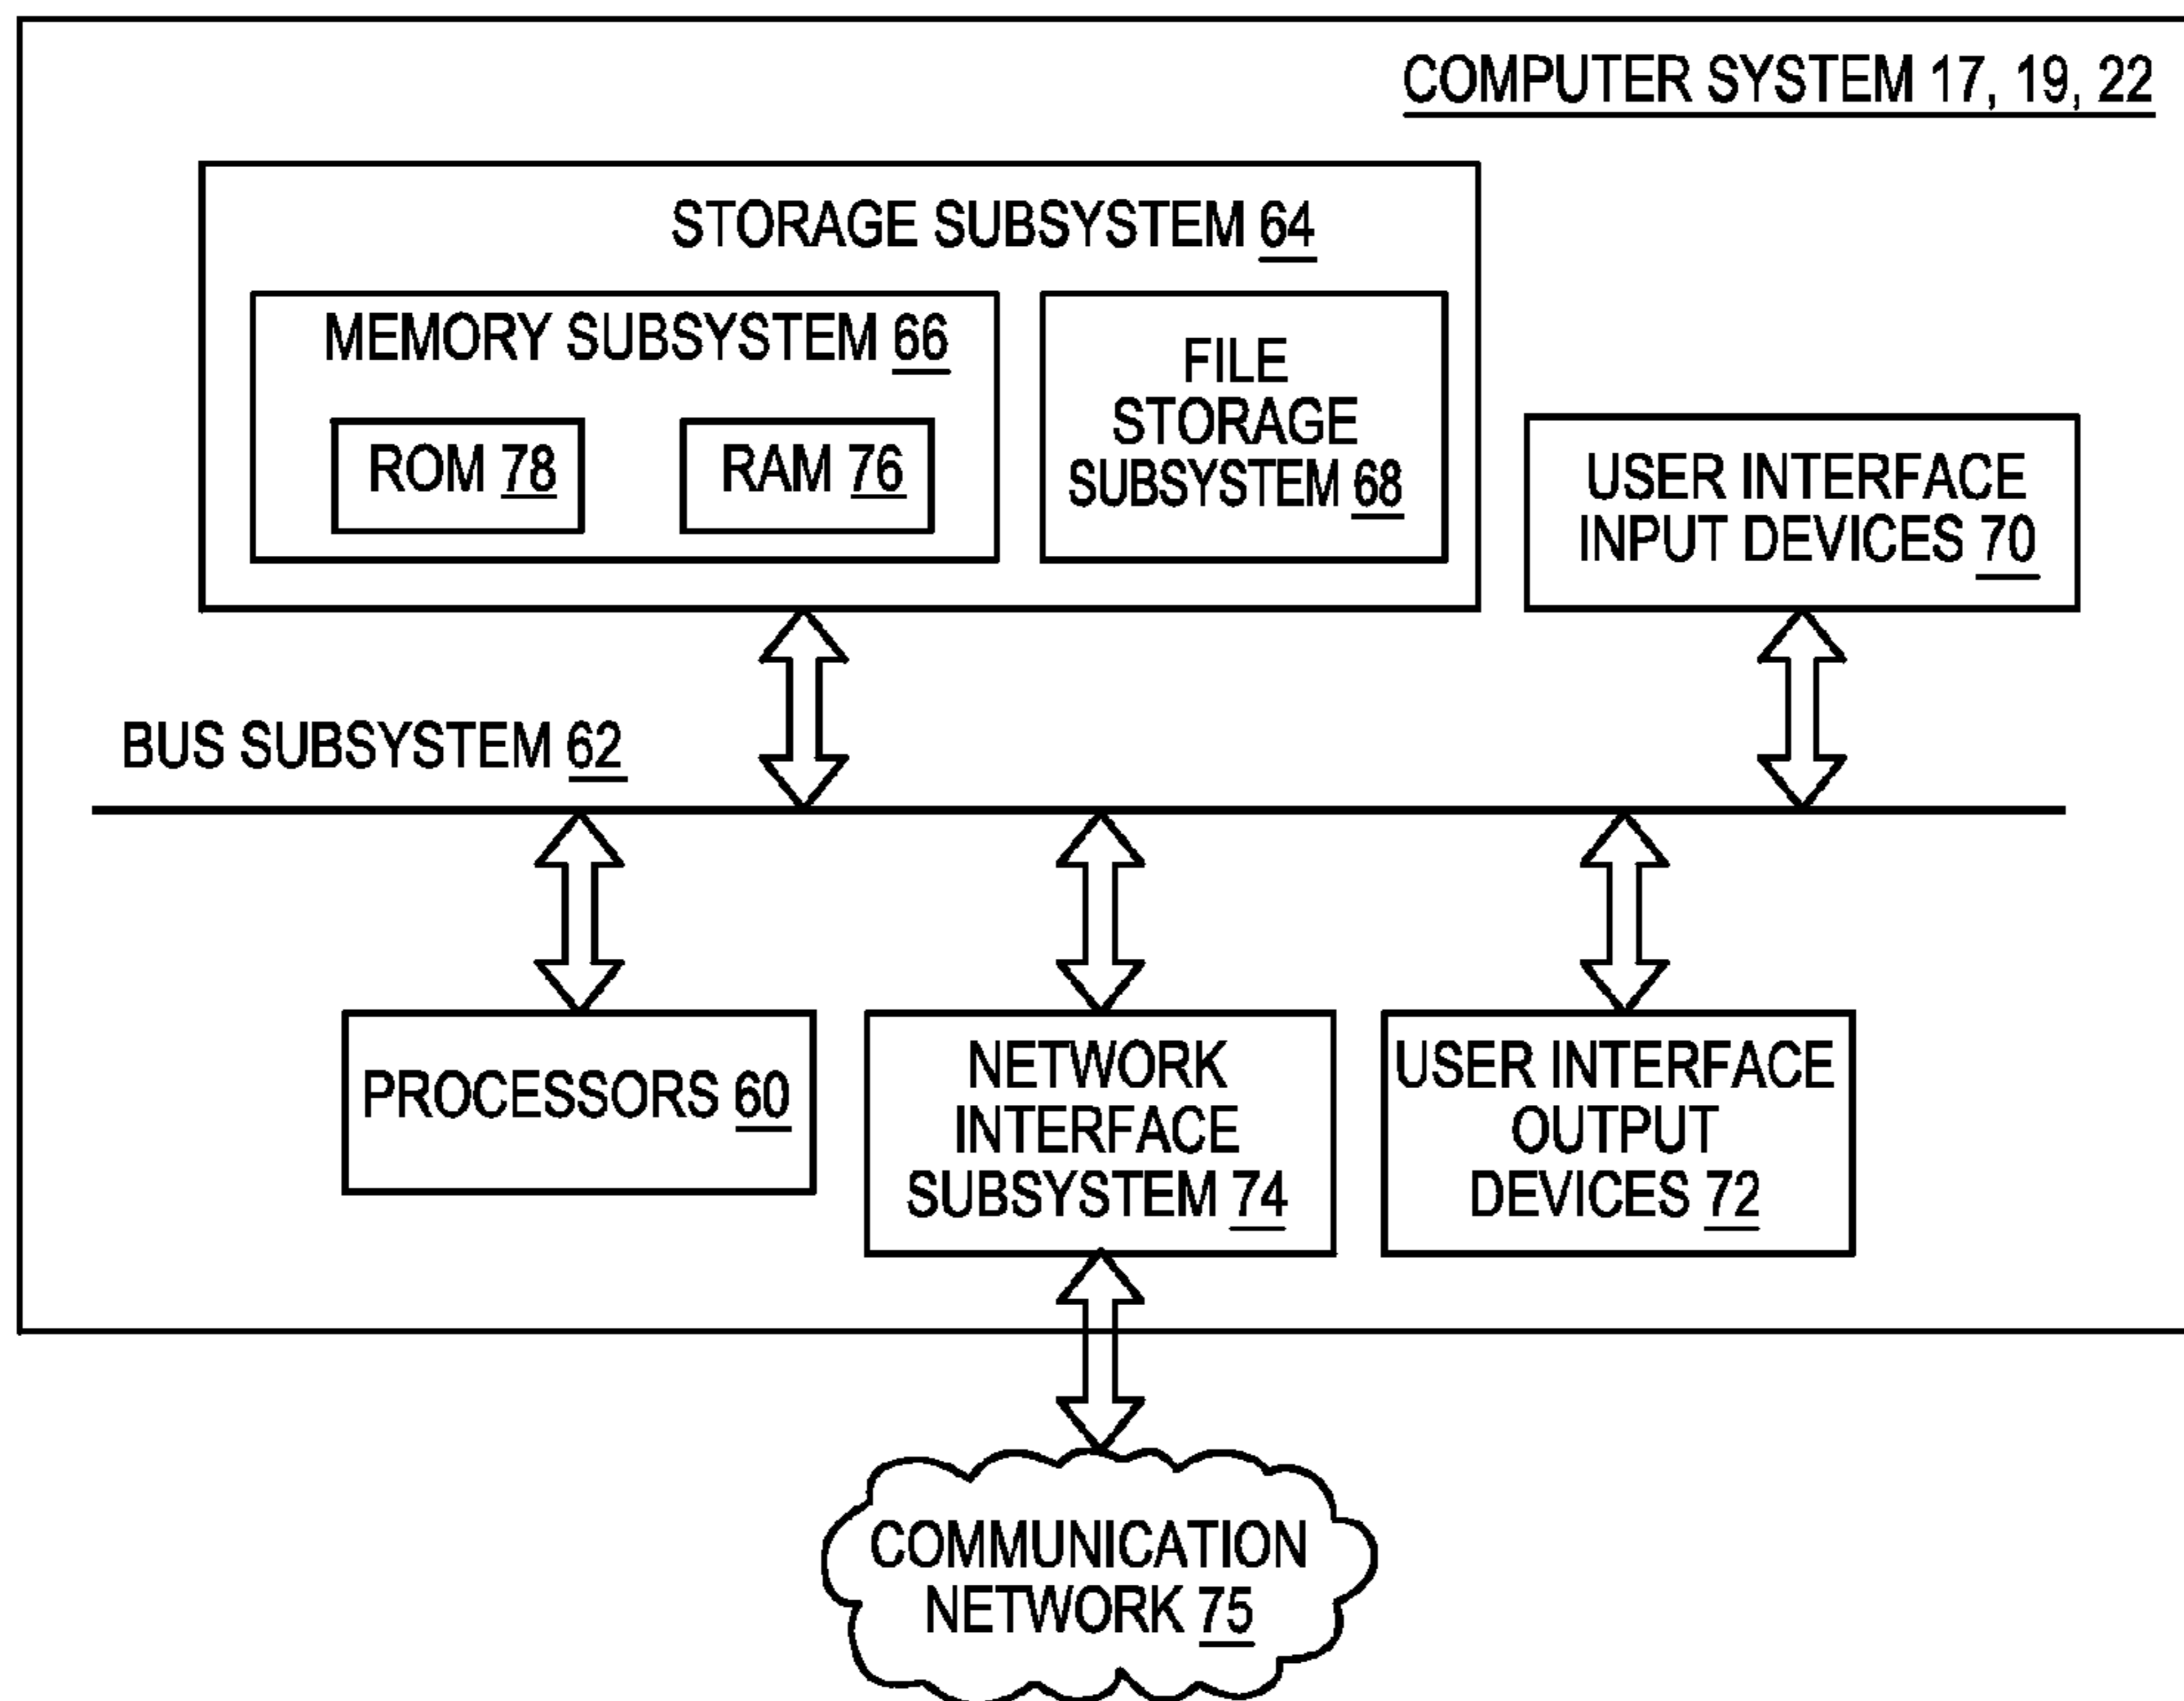 COMPUTER SYSTEM 17, 19, 22
STORAGE SUBSYSTEM 64
MEMORY SUBSYSTEM 66
ROM 78
RAM 76
FILE
STORAGE
SUBSYSTEM 68
USER INTERFACE
INPUT DEVICES 70
BUS SUBSYSTEM 62
PROCESSORS 60
NETWORK
INTERFACE
SUBSYSTEM 74
USER INTERFACE
OUTPUT
DEVICES 72
COMMUNICATION
NETWORK 75